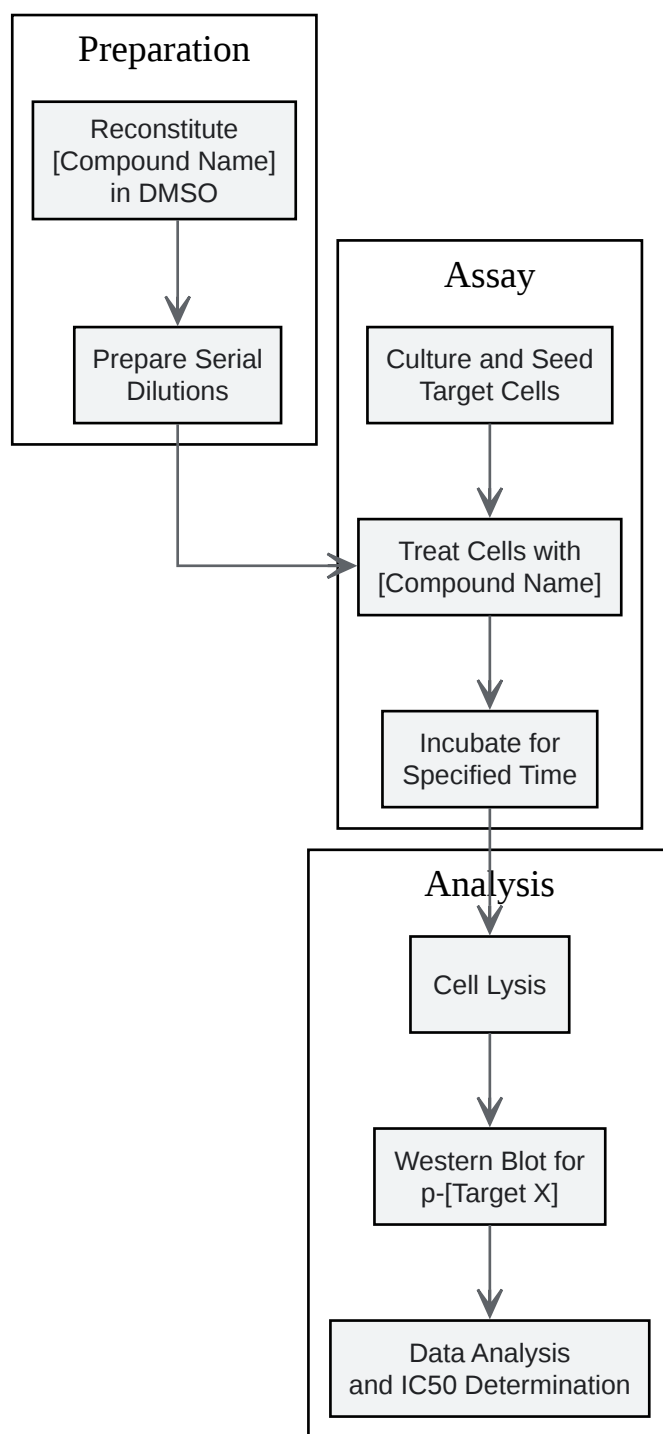 Preparation
Reconstitute
[Compound Name]
in DMSO
Prepare Serial
Dilutions
Assay
Culture and Seed
Target Cells
Treat Cells with
[Compound Name]
Incubate for
Specified Time
Analysis
Cell Lysis
Western Blot for
p-[Target X]
Data Analysis
and IC50 Determination